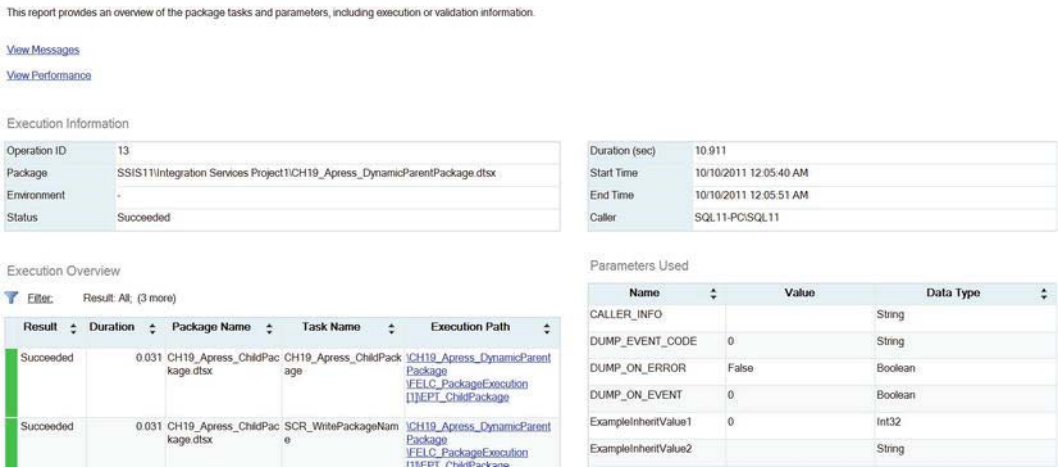 This report provides an overview of the package tasks and parameters, including execution or validation information.
View Messages
View Performance
Execution Information
Operation ID 13
Package SSIS11\Integration Services Project1\CH19_Apress_DynamicParentPackage.dtsx
Environment -
Status Succeeded
Duration (sec) 10.911
Start Time 10/10/2011 12:05:40 AM
End Time 10/10/2011 12:05:51 AM
Caller SQL11-PC\SQL11
Execution Overview
Filter: Result: All; (3 more)
Result Duration Package Name Task Name Execution Path
Succeeded 0.031 CH19_Apress_ChildPac CH19_Apress_ChildPack \CH19_Apress_DynamicParent
kage.dtsx age Package
\FELC_PackageExecution
[1]\EPT_ChildPackage
Succeeded 0.031 CH19_Apress_ChildPac SCR_WritePackageNam \CH19_Apress_DynamicParent
kage.dtsx e Package
\FELC_PackageExecution
[1]\EPT_ChildPackage
Parameters Used
Name Value Data Type
CALLER_INFO String
DUMP_EVENT_CODE 0 String
DUMP_ON_ERROR False Boolean
DUMP_ON_EVENT 0 Boolean
ExampleInheritValue1 0 Int32
ExampleInheritValue2 String